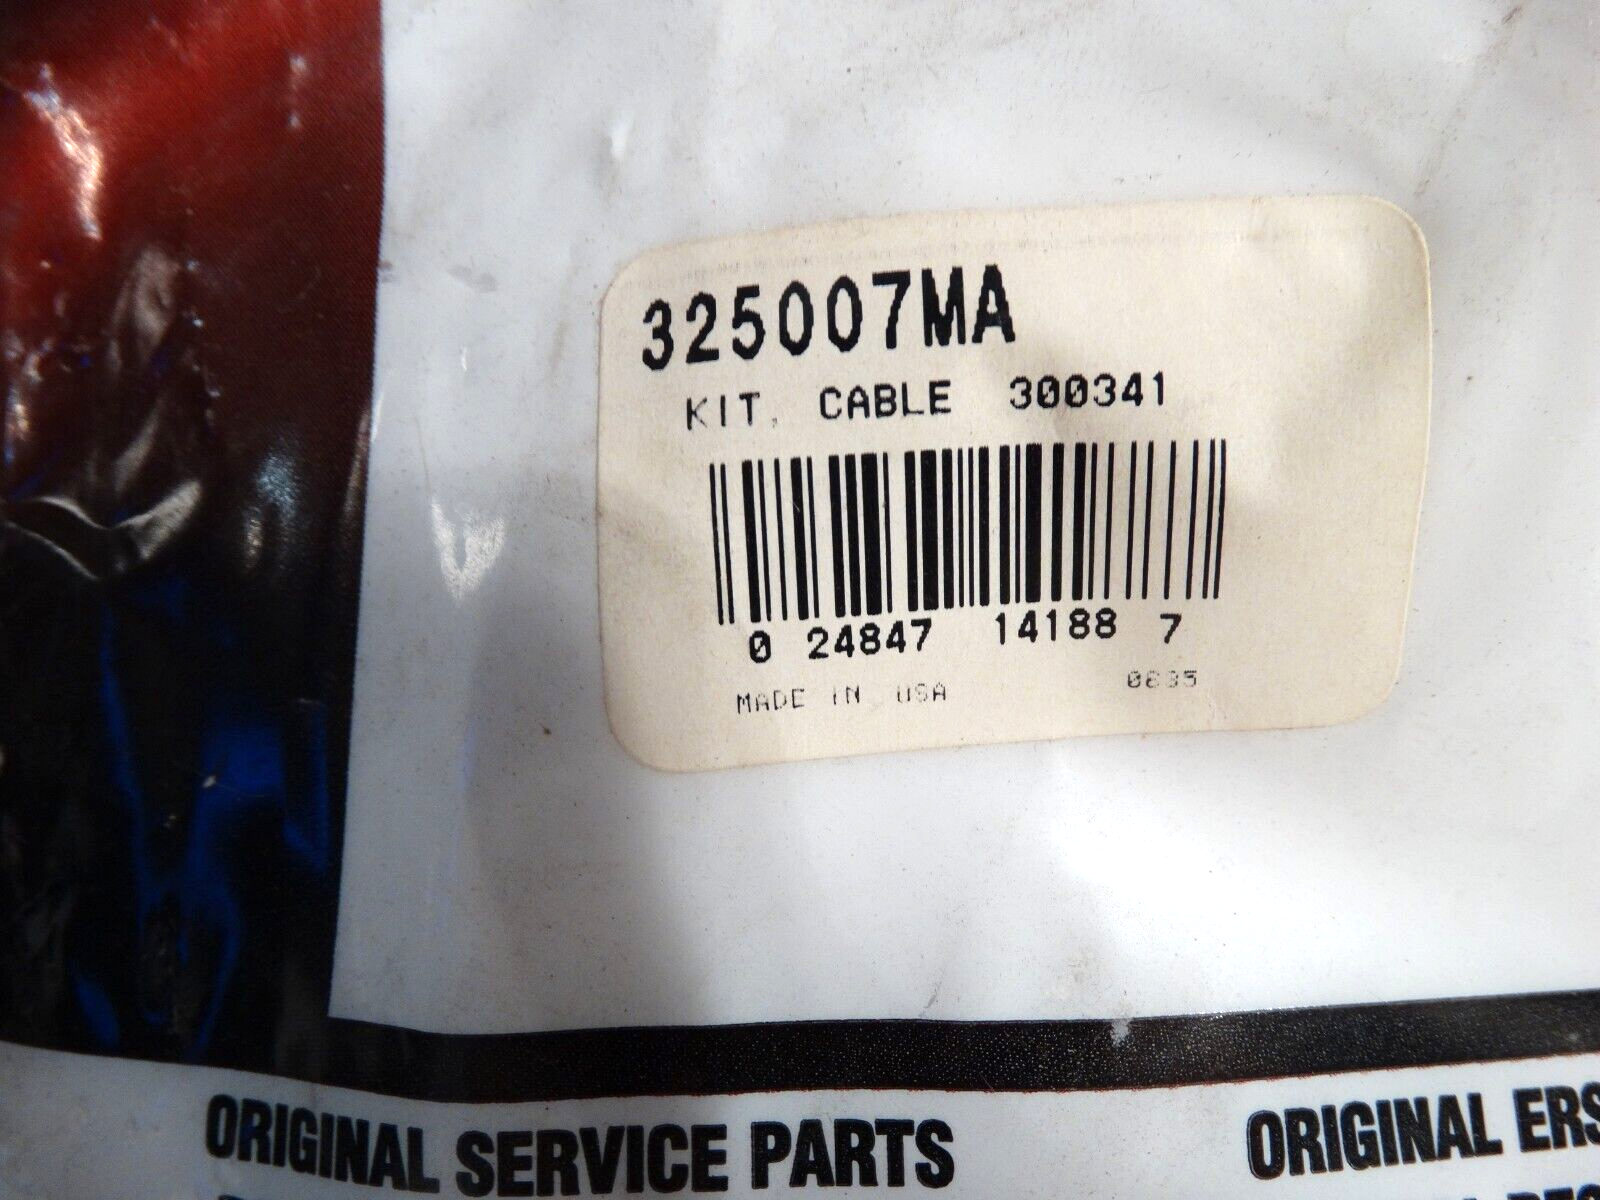 325007MA
KIT, CABLE 300341
0 24847 14188 7
MADE IN USA
ORIGINAL SERVICE PARTS
ORIGINAL ERS